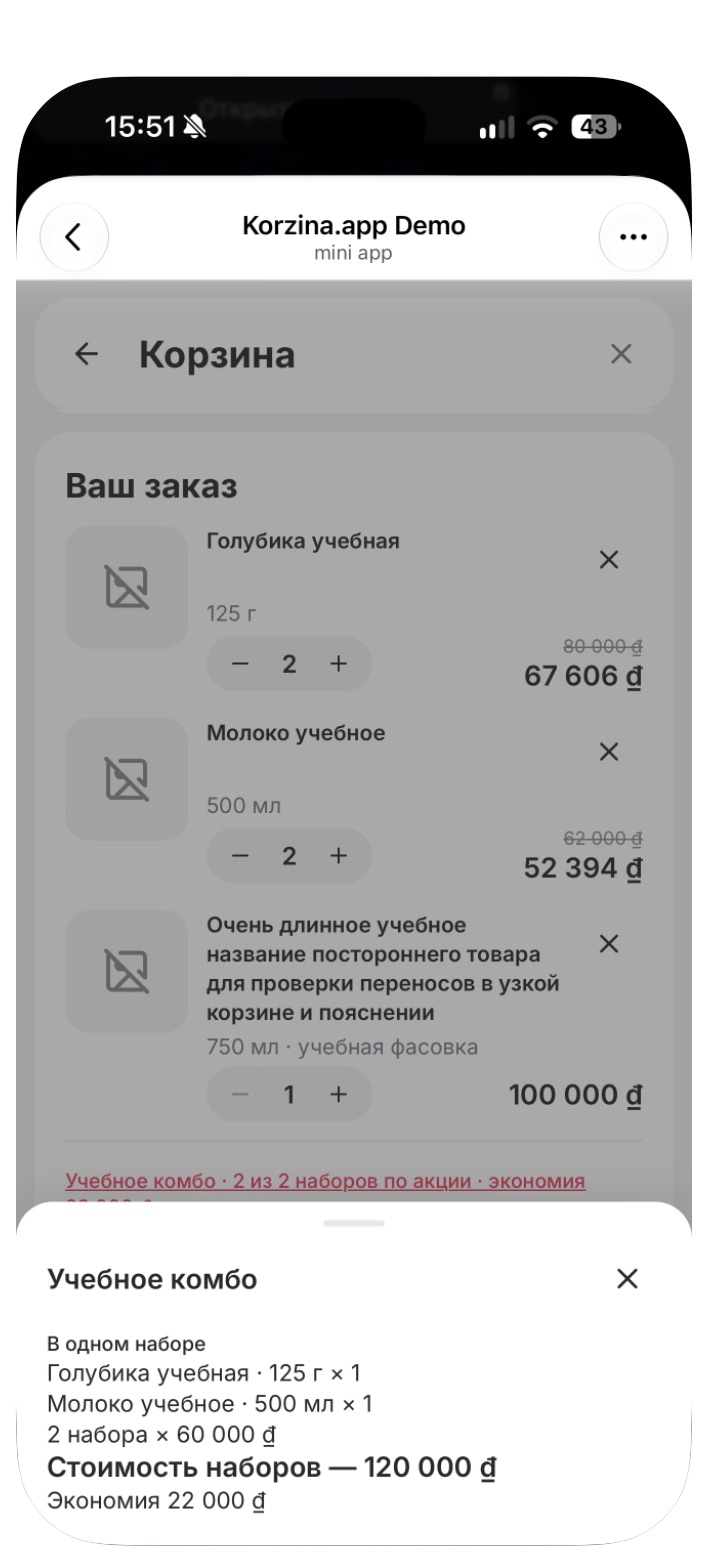 Открыт
15:51
43
Korzina.app Demo
mini app
Корзина
Ваш заказ
Голубика учебная
125 г
80 000 ₫
2
67 606 ₫
Молоко учебное
500 мл
62 000 ₫
2
52 394 ₫
Очень длинное учебное
название постороннего товара
для проверки переносов в узкой
корзине и пояснении
750 мл · учебная фасовка
1
100 000 ₫
Учебное комбо · 2 из 2 наборов по акции · экономия
Учебное комбо
В одном наборе
Голубика учебная · 125 г × 1
Молоко учебное · 500 мл × 1
2 набора × 60 000 ₫
Стоимость наборов — 120 000 ₫
Экономия 22 000 ₫